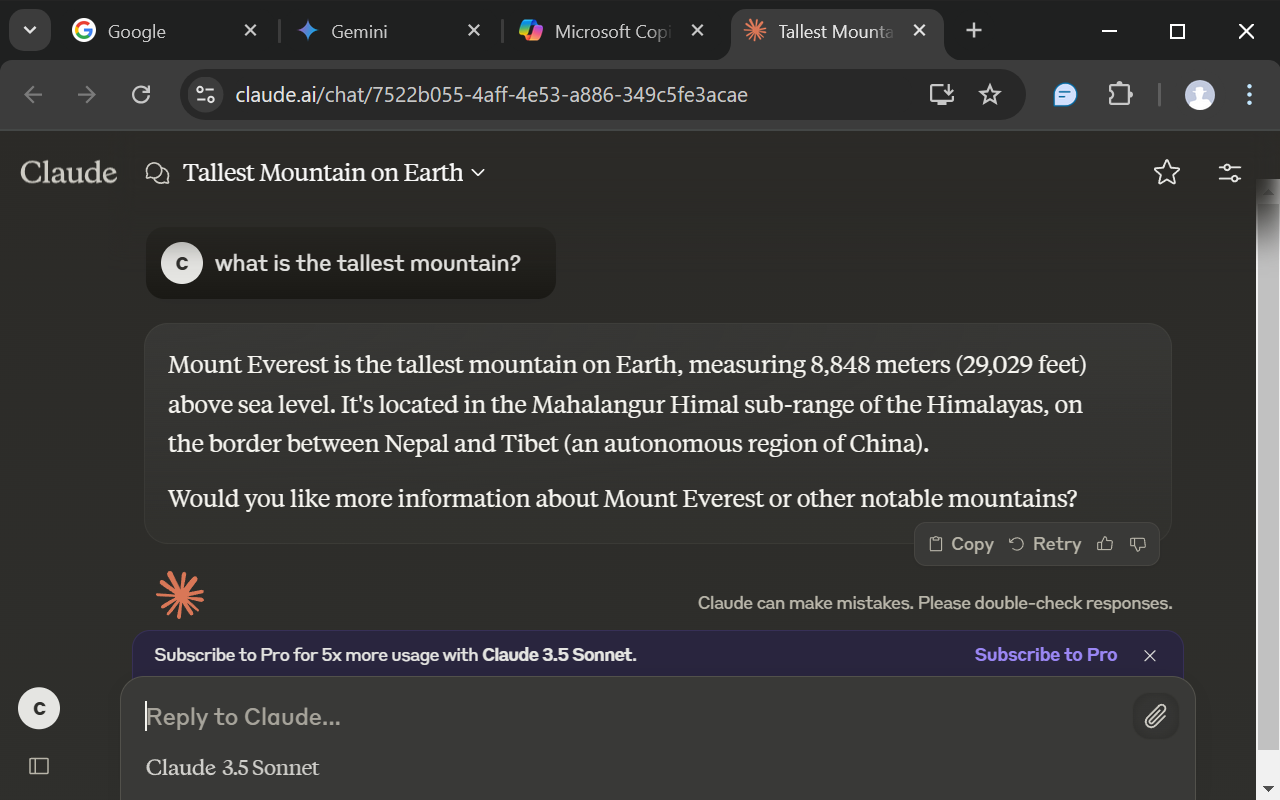 Google
Gemini
Microsoft Copi
Tallest Mounta
claude.ai/chat/7522b055-4aff-4e53-a886-349c5fe3acae
Claude
Tallest Mountain on Earth
C
what is the tallest mountain?
Mount Everest is the tallest mountain on Earth, measuring 8,848 meters (29,029 feet)
above sea level. It's located in the Mahalangur Himal sub-range of the Himalayas, on
the border between Nepal and Tibet (an autonomous region of China).
Would you like more information about Mount Everest or other notable mountains?
Copy
Retry
Claude can make mistakes. Please double-check responses.
Subscribe to Pro for 5x more usage with Claude 3.5 Sonnet.
Subscribe to Pro
C
Reply to Claude...
Claude 3.5 Sonnet